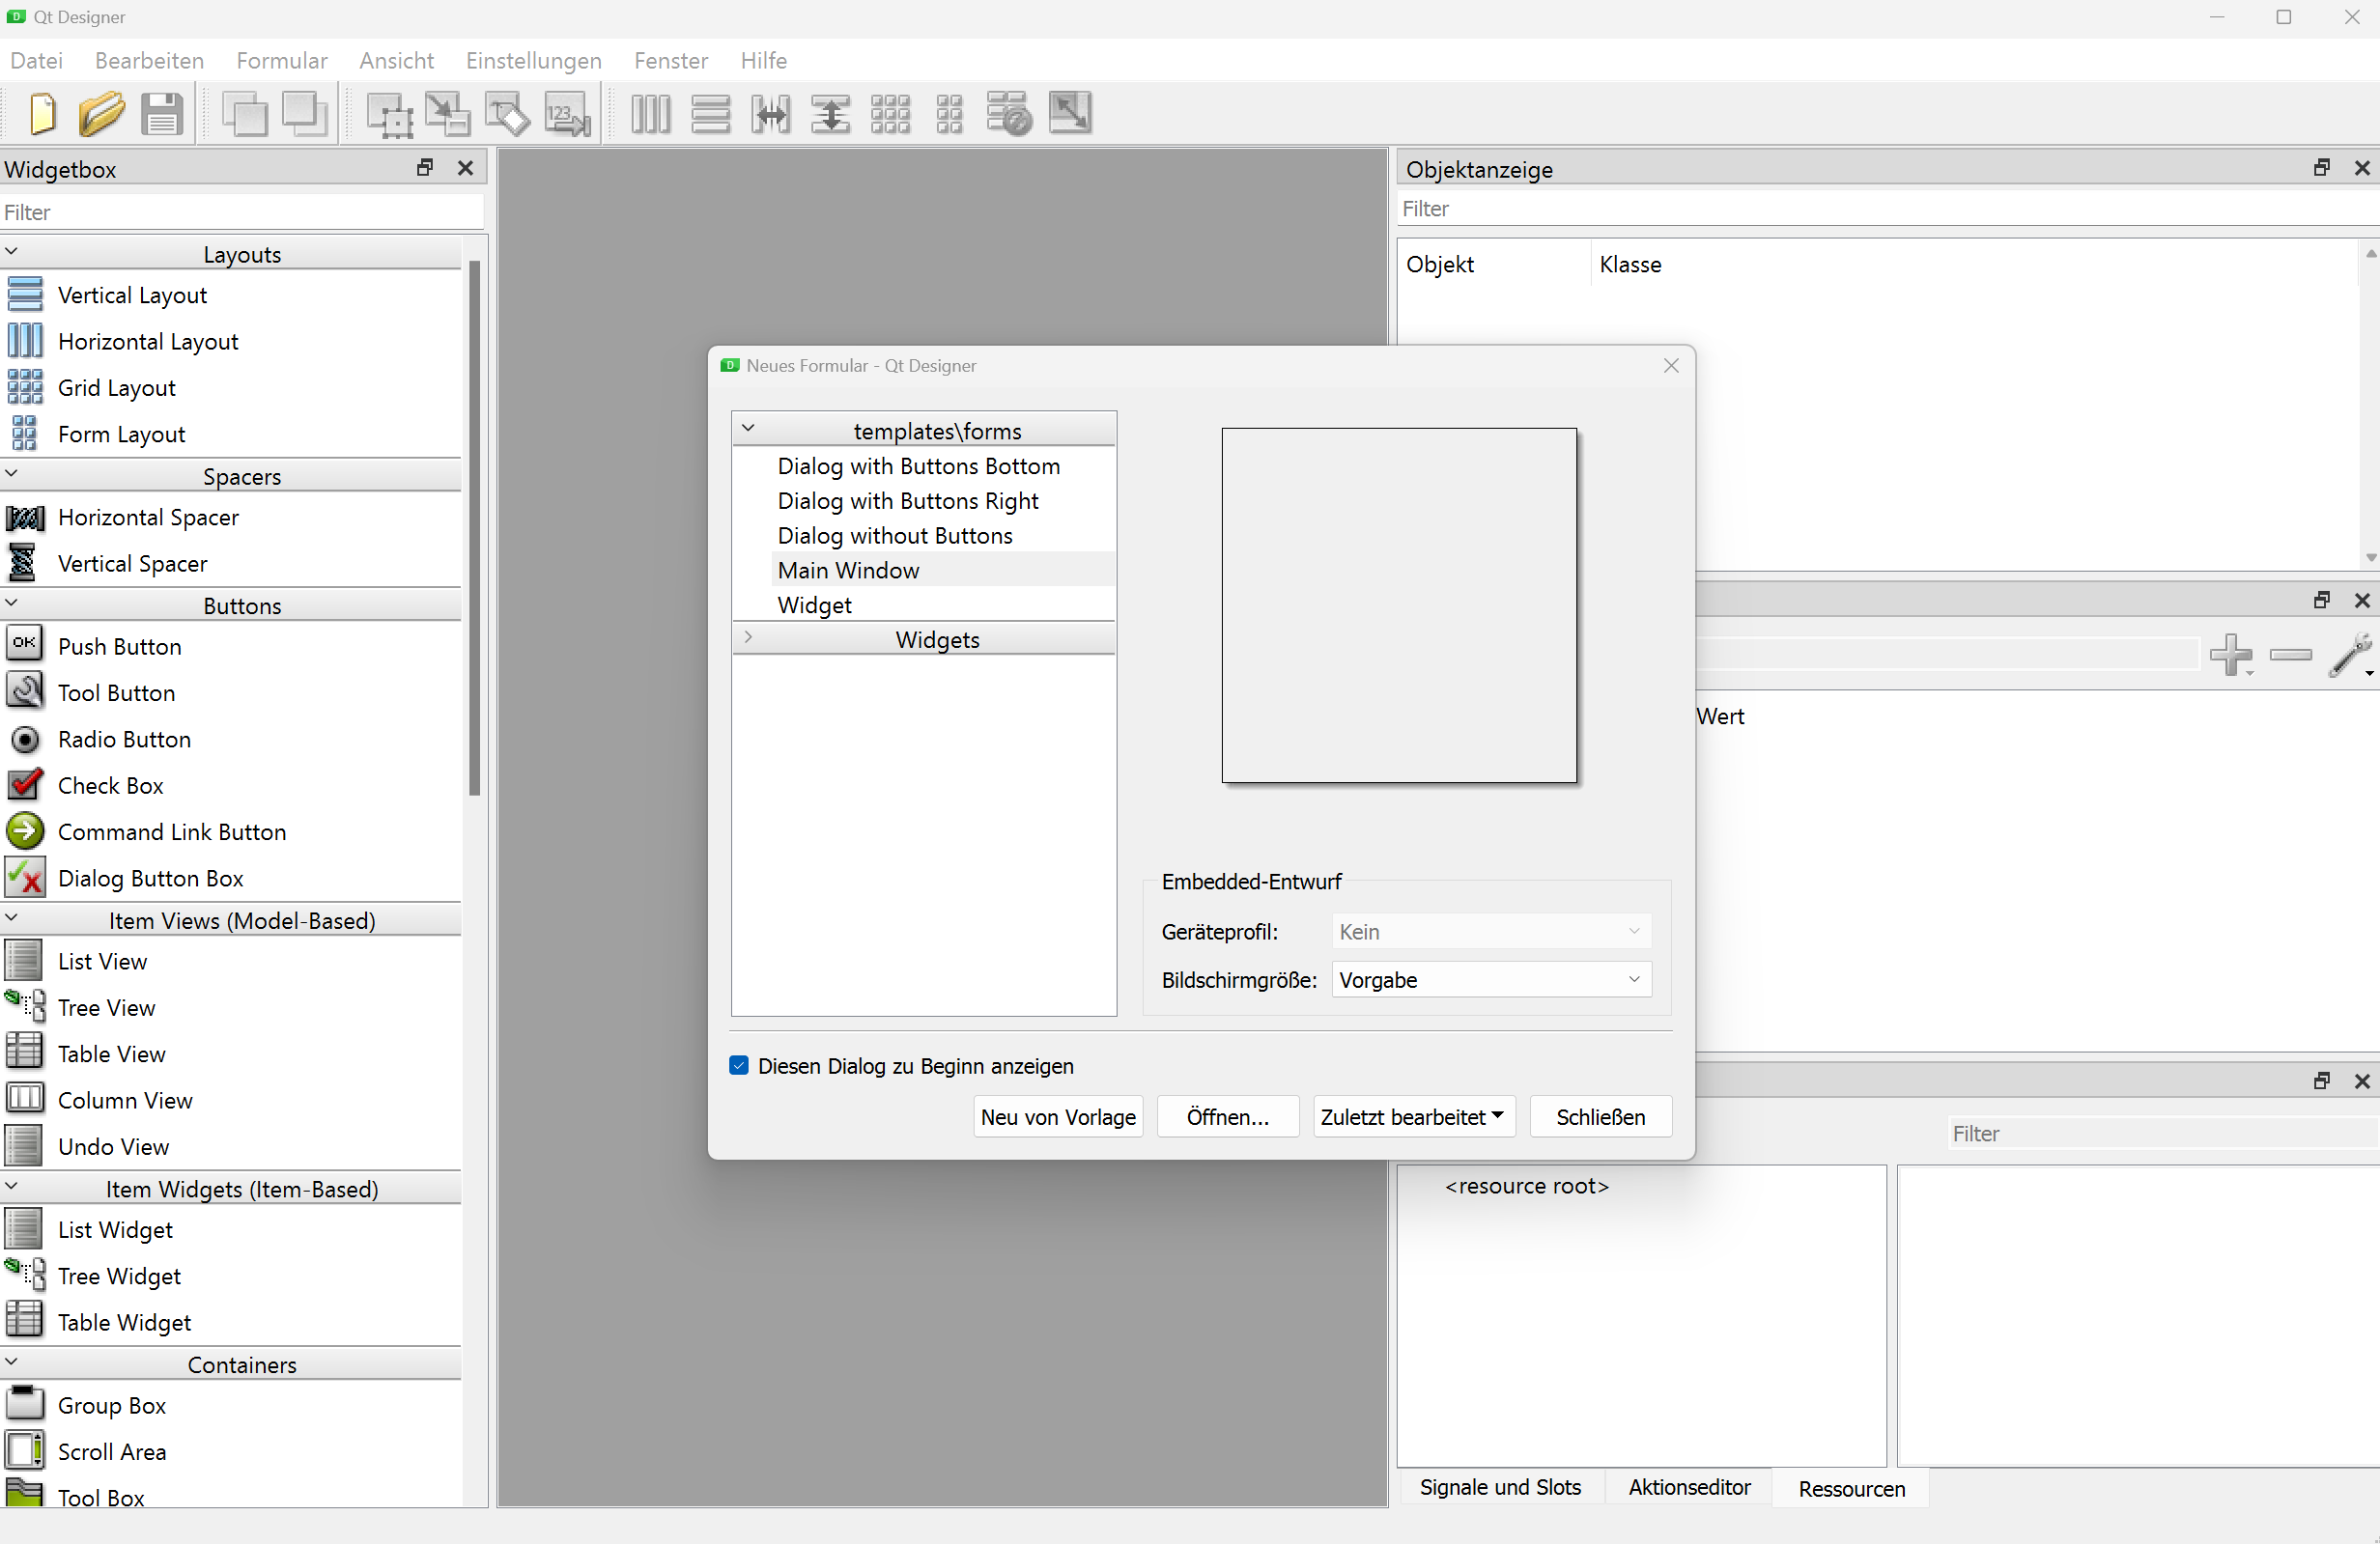 Qt Designer
Datei Bearbeiten Formular Ansicht Einstellungen Fenster Hilfe
123
Widgetbox
Filter
Layouts
Vertical Layout
Horizontal Layout
Grid Layout
Form Layout
Spacers
Horizontal Spacer
Vertical Spacer
Buttons
OK
Push Button
Tool Button
Radio Button
Check Box
Command Link Button
Dialog Button Box
Item Views (Model-Based)
List View
Tree View
Table View
Column View
Undo View
Item Widgets (Item-Based)
List Widget
Tree Widget
Table Widget
Containers
Group Box
Scroll Area
Tool Box
Neues Formular - Qt Designer
templates\forms
Dialog with Buttons Bottom
Dialog with Buttons Right
Dialog without Buttons
Main Window
Widget
Widgets
Embedded-Entwurf
Geräteprofil: Kein
Bildschirmgröße: Vorgabe
Diesen Dialog zu Beginn anzeigen
Neu von Vorlage Öffnen... Zuletzt bearbeitet Schließen
Objektanzeige
Filter
Objekt Klasse
Wert
Filter
<resource root>
Signale und Slots Aktionseditor Ressourcen